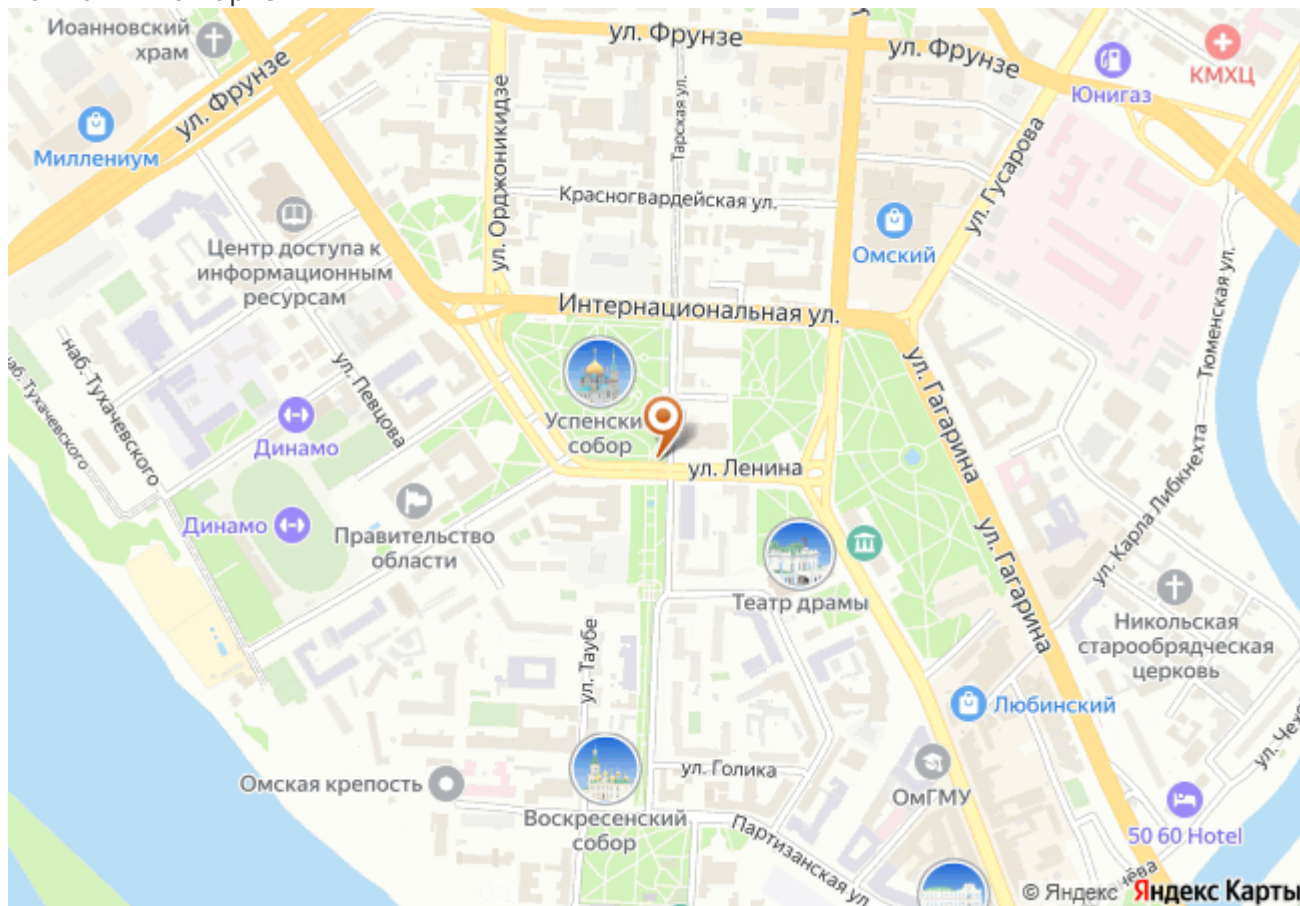 Иоанновский
храм
ул. Фрунзе
ул. Фрунзе
ул. Фрунзе
КМХЦ
Юнигаз
Миллениум
ул. Орджоникидзе
Тарская ул.
ул. Гусарова
Красногвардейская ул.
Центр доступа к
информационным
ресурсам
Омский
Тюменская ул.
Интернациональная ул.
наб. Тухачевского
наб. Тухачевского
ул. Певцова
ул. Гагарина
Успенский
собор
Динамо
ул. Ленина
ул. Карла Либкнехта
Динамо
Правительство
области
ул. Гагарина
Театр драмы
Никольская
старообрядческая
церковь
ул. Таубе
Любинский
Омская крепость
ул. Голика
ОмГМУ
Воскресенский
собор
Партизанская ул.
50 60 Hotel
© Яндекс Яндекс Карты